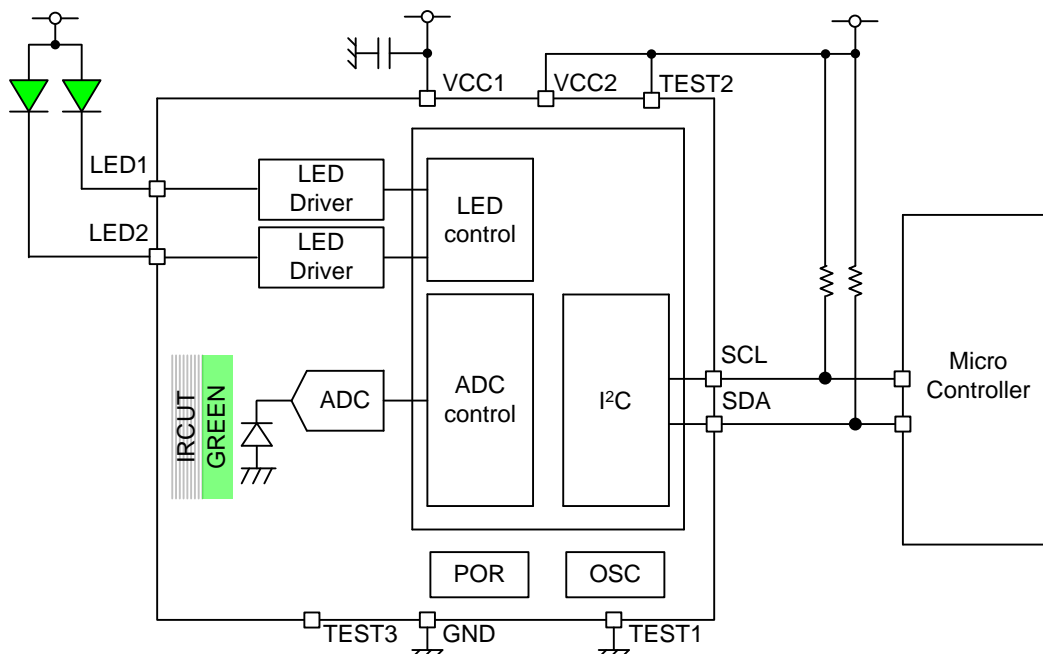 VCC1
VCC2
TEST2
LED1
LED
Driver
LED
control
LED2
LED
Driver
IRCUT
GREEN
ADC
ADC
control
I²C
SCL
SDA
Micro
Controller
POR
OSC
TEST3
GND
TEST1